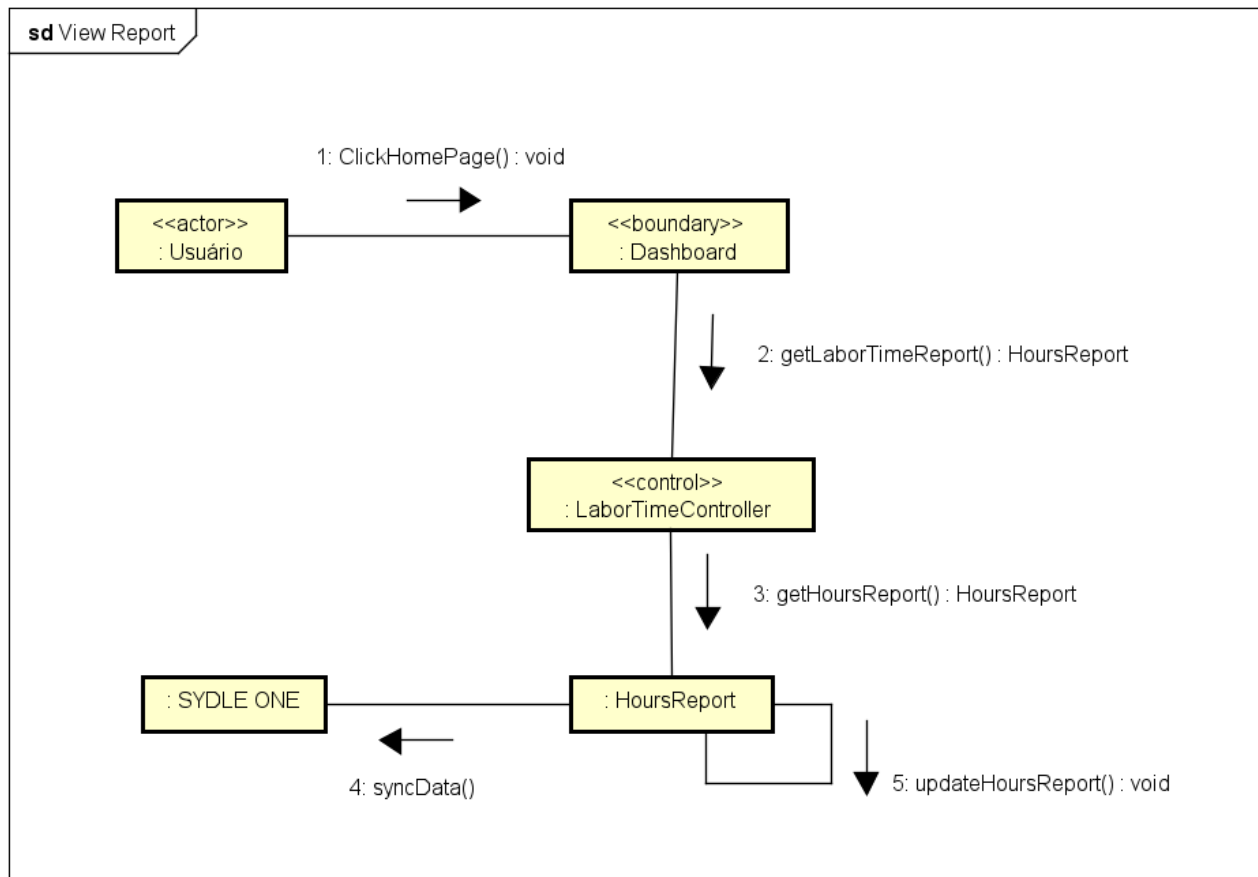 sd View Report
1: ClickHomePage() : void
<<actor>>
: Usuário
<<boundary>>
: Dashboard
2: getLaborTimeReport() : HoursReport
<<control>>
: LaborTimeController
3: getHoursReport() : HoursReport
: SYDLE ONE
: HoursReport
4: syncData()
5: updateHoursReport() : void